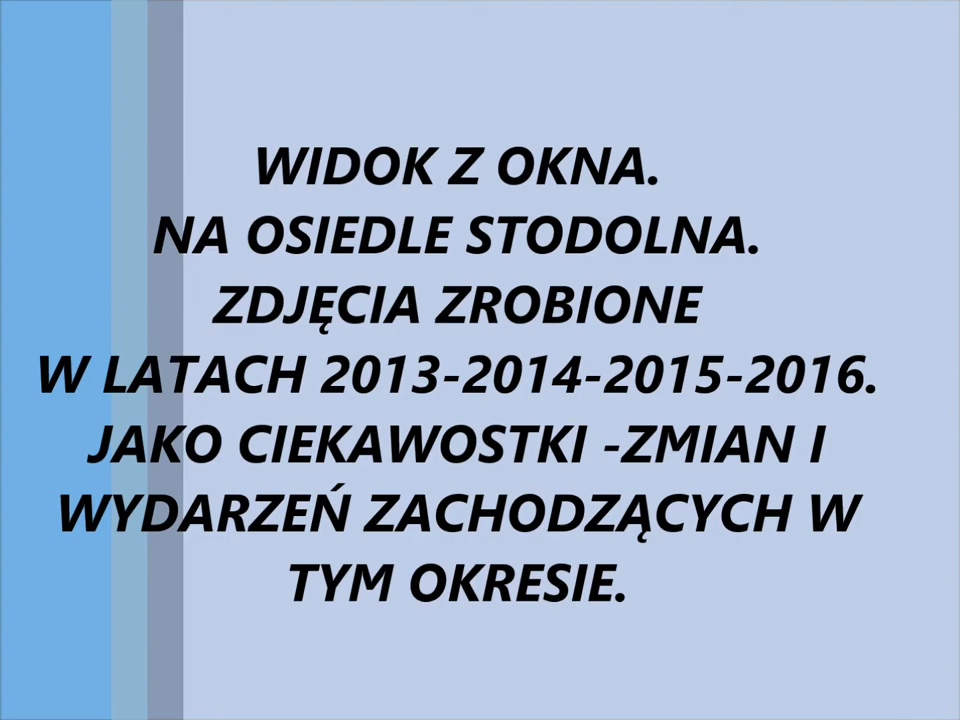 WIDOK Z OKNA.
NA OSIEDLE STODOLNA.
ZDJĘCIA ZROBIONE
W LATACH 2013-2014-2015-2016.
JAKO CIEKAWOSTKI -ZMIAN I
WYDARZEŃ ZACHODZĄCYCH W
TYM OKRESIE.